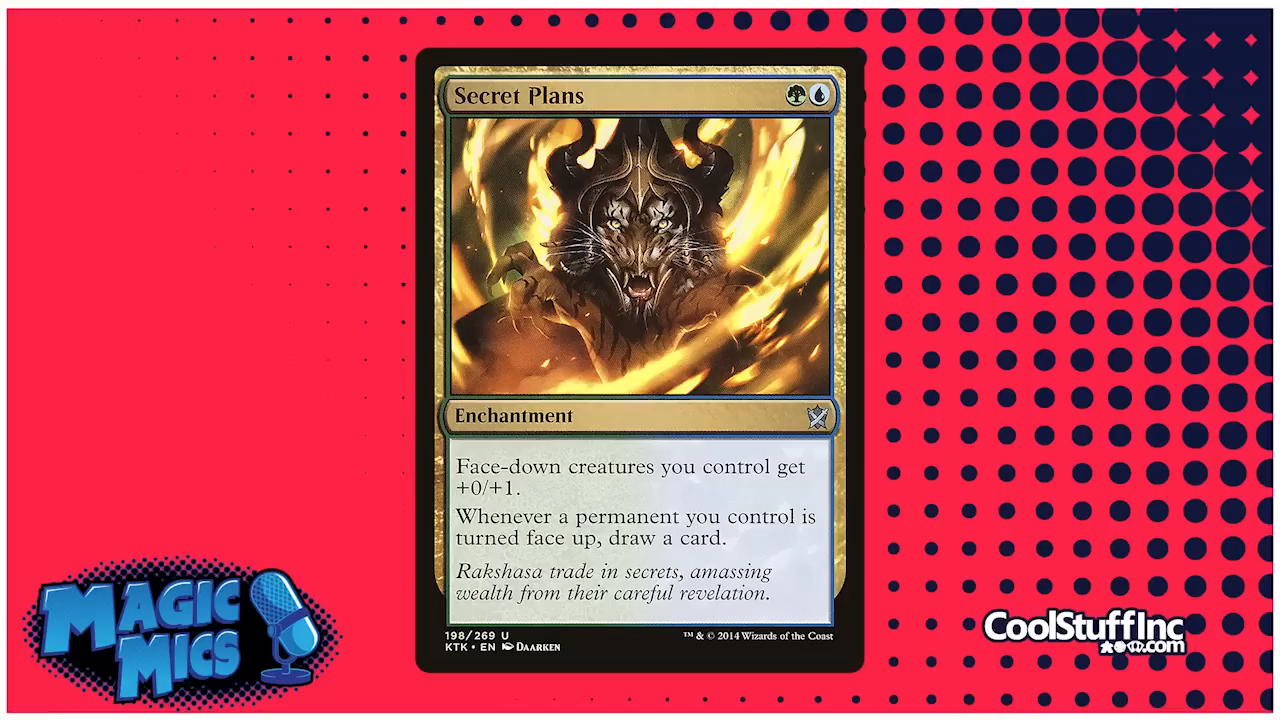 Secret Plans
Enchantment
Face-down creatures you control get
+0/+1.
Whenever a permanent you control is
turned face up, draw a card.
Rakshasa trade in secrets, amassing
wealth from their careful revelation.
198/269 U
KTK • EN DAARKEN
™ & © 2014 Wizards of the Coast
MAGIC
MICS
CoolStuffInc
.com